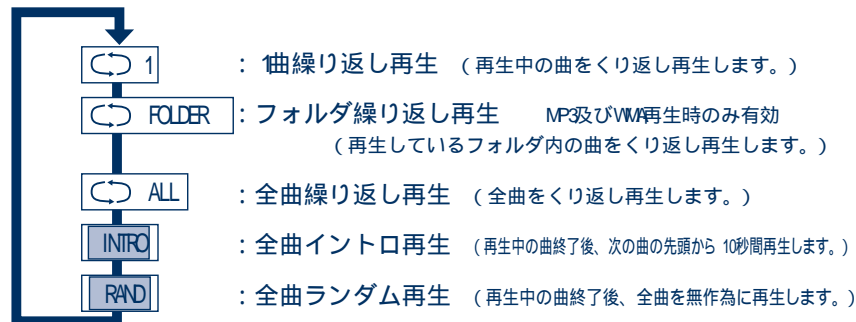 1 ：1曲繰り返し再生 （再生中の曲をくり返し再生します。）
FOLDER ：フォルダ繰り返し再生 MP3及びWMA再生時のみ有効
（再生しているフォルダ内の曲をくり返し再生します。）
ALL ：全曲繰り返し再生 （全曲をくり返し再生します。）
INTRO ：全曲イントロ再生 （再生中の曲終了後、次の曲の先頭から 10秒間再生します。）
RAND ：全曲ランダム再生 （再生中の曲終了後、全曲を無作為に再生します。）